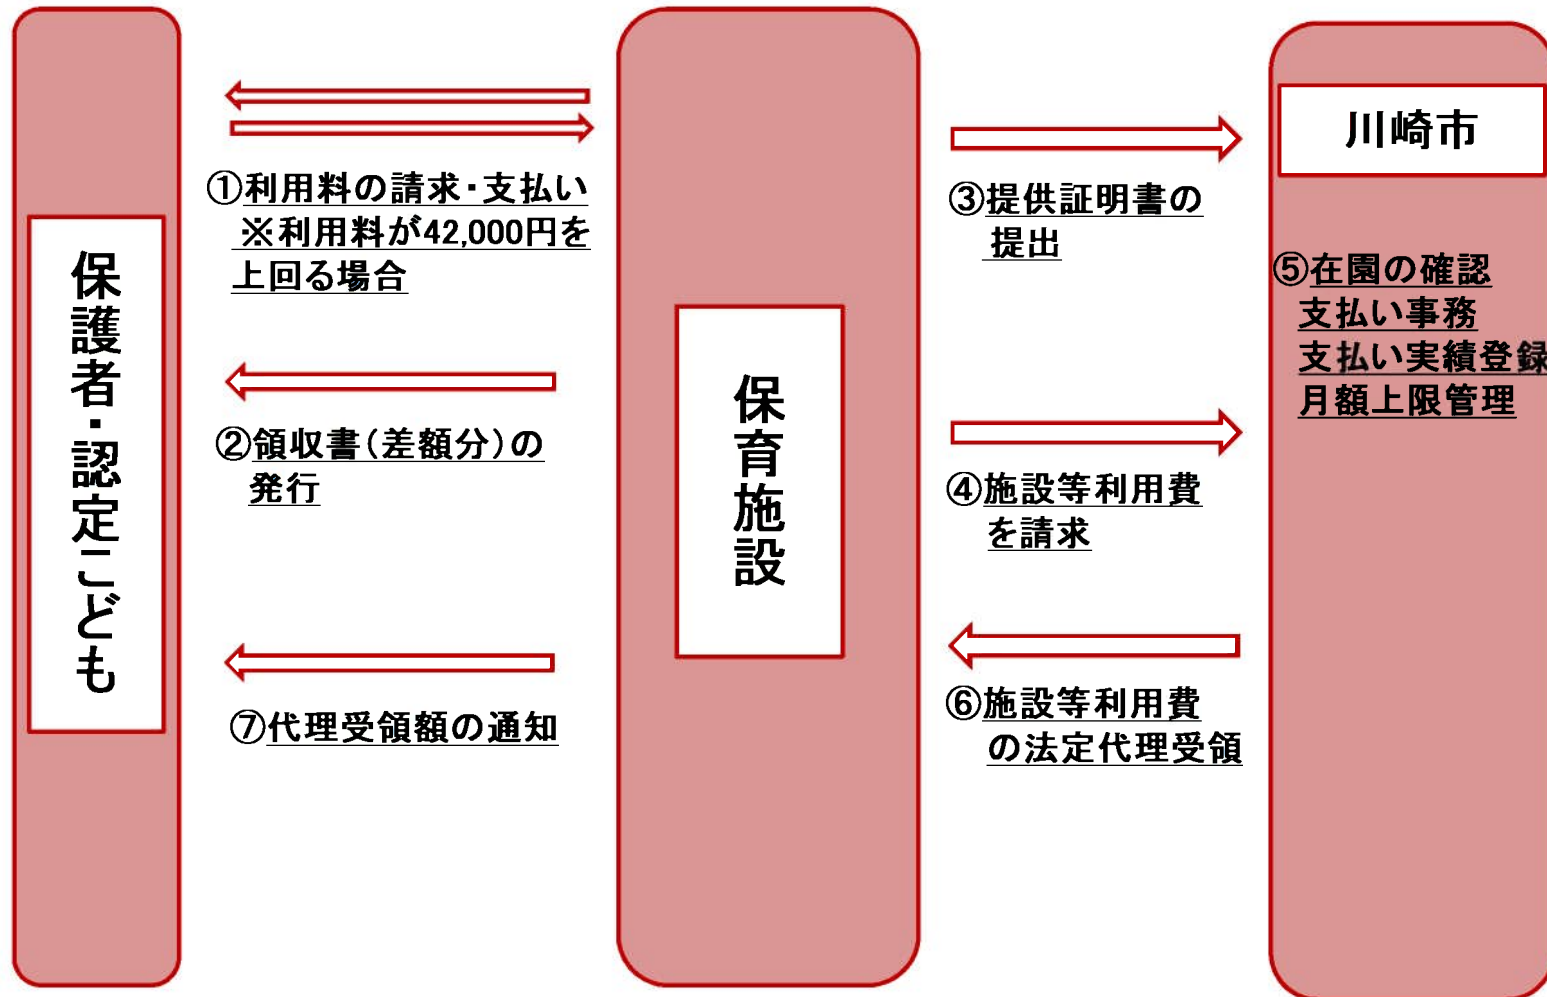 保護者・認定こども
①利用料の請求・支払い
※利用料が42,000円を
上回る場合
②領収書(差額分)の
発行
⑦代理受領額の通知
保育施設
③提供証明書の
提出
④施設等利用費
を請求
⑥施設等利用費
の法定代理受領
川崎市
⑤在園の確認
支払い事務
支払い実績登録
月額上限管理